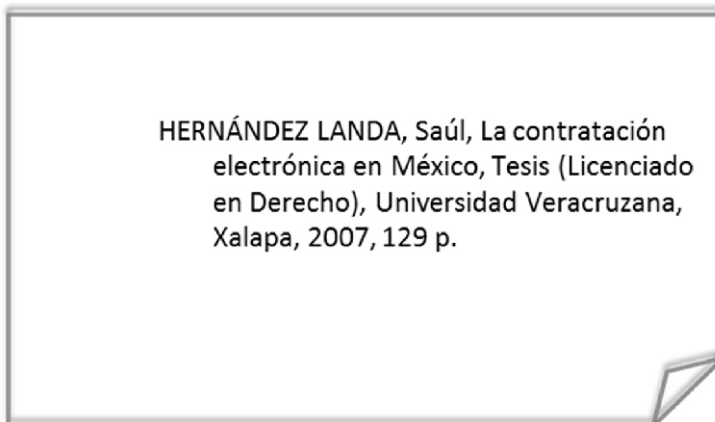 HERNÁNDEZ LANDA, Saúl, La contratación
electrónica en México, Tesis (Licenciado
en Derecho), Universidad Veracruzana,
Xalapa, 2007, 129 p.